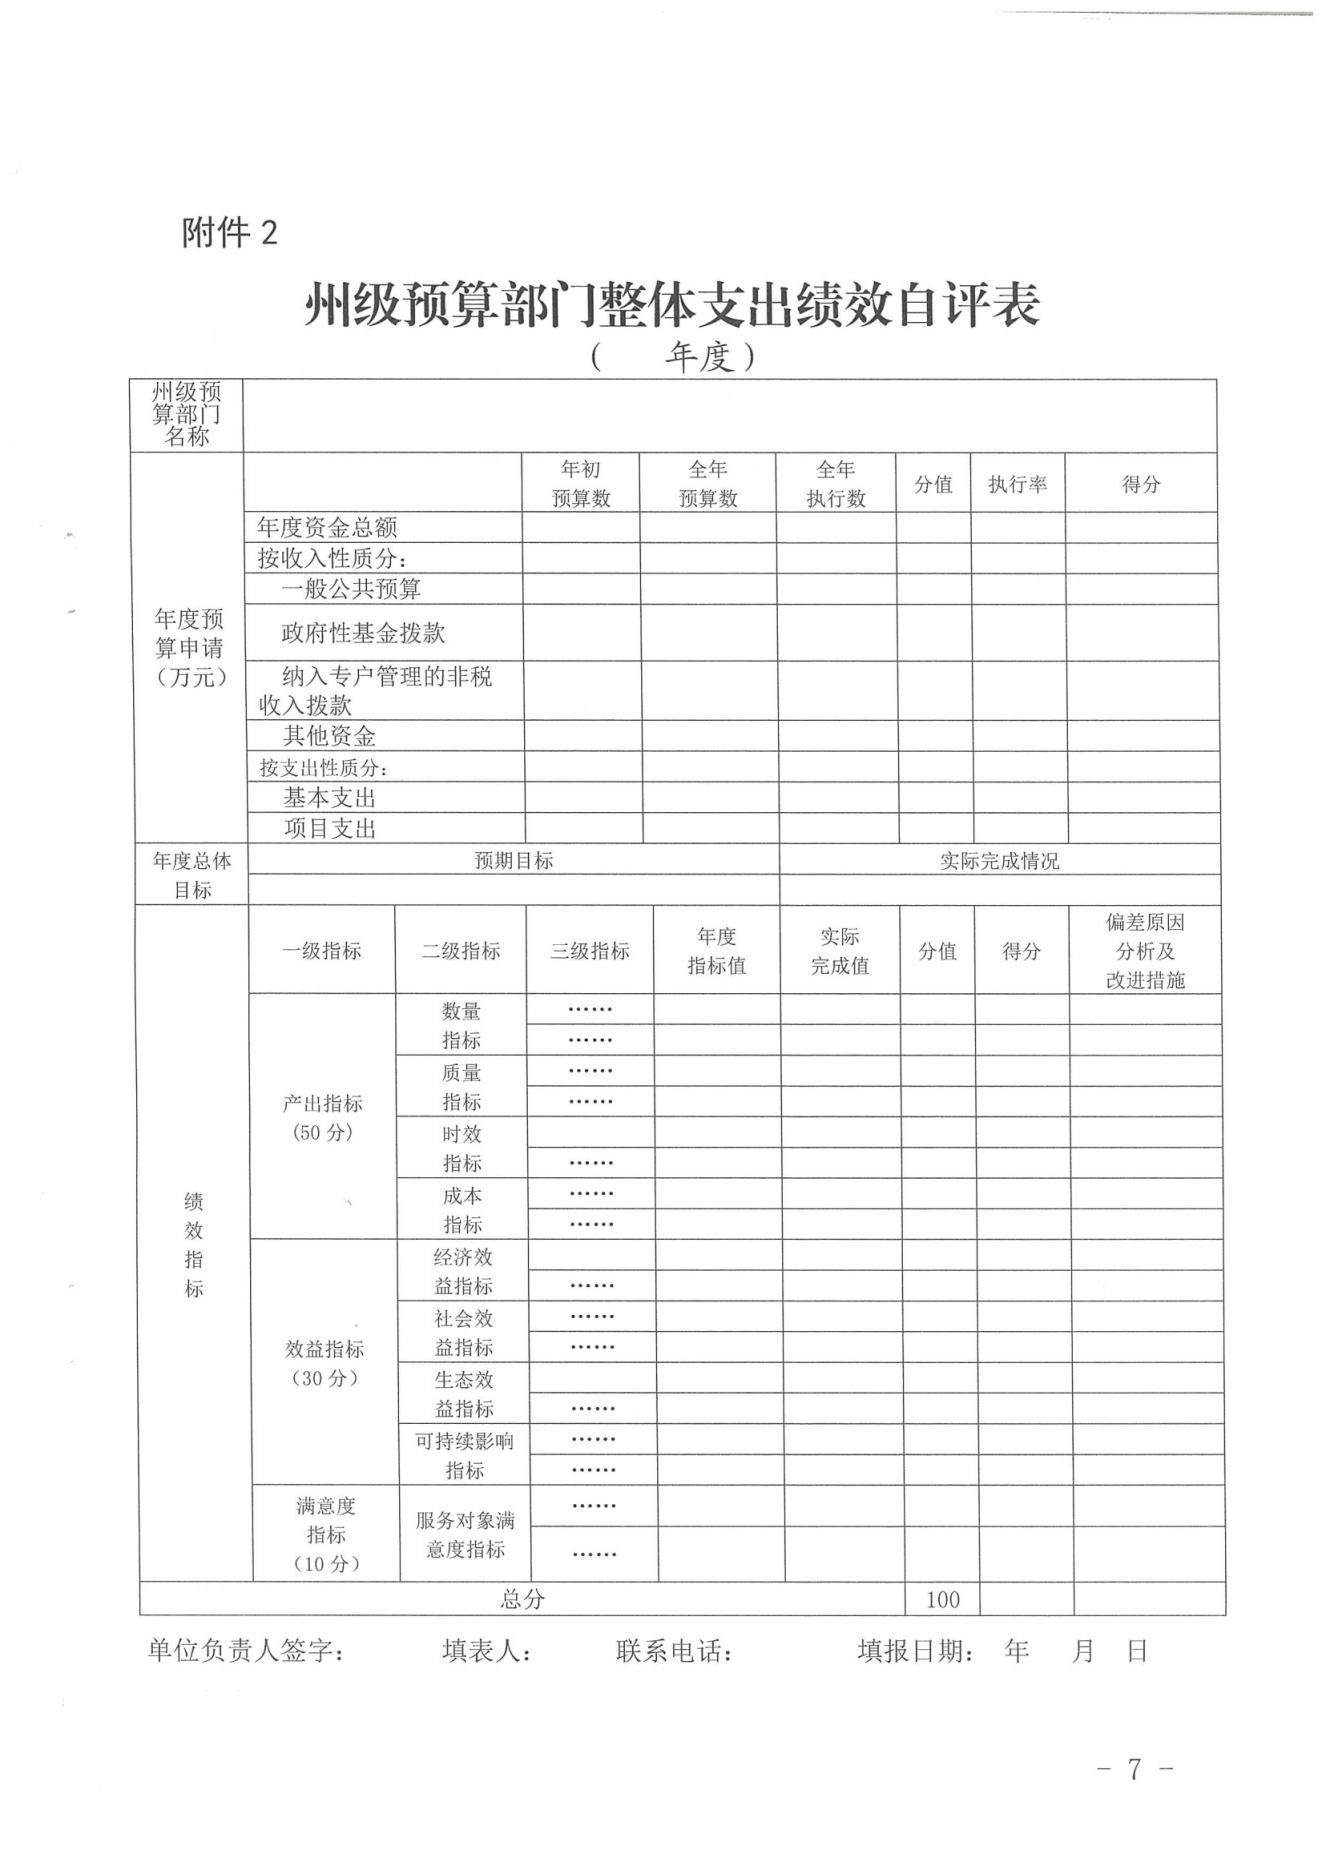 附件 2
州级预算部门整体支出绩效自评表
(    年度)
州级预
算部门
名称
年初
预算数
全年
预算数
全年
执行数
分值
执行率
得分
年度预
算申请
（万元）
年度资金总额
按收入性质分：
一般公共预算
政府性基金拨款
纳入专户管理的非税
收入拨款
其他资金
按支出性质分：
基本支出
项目支出
年度总体
目标
预期目标
实际完成情况
绩
效
指
标
一级指标
二级指标
三级指标
年度
指标值
实际
完成值
分值
得分
偏差原因
分析及
改进措施
产出指标
(50 分)
数量
指标
……
……
质量
指标
……
……
时效
指标
……
成本
指标
……
……
效益指标
（30 分）
经济效
益指标
……
社会效
益指标
……
……
生态效
益指标
……
可持续影响
指标
……
……
满意度
指标
（10 分）
服务对象满
意度指标
……
……
总分
100
单位负责人签字：    填表人：    联系电话：    填报日期：  年  月  日
- 7 -